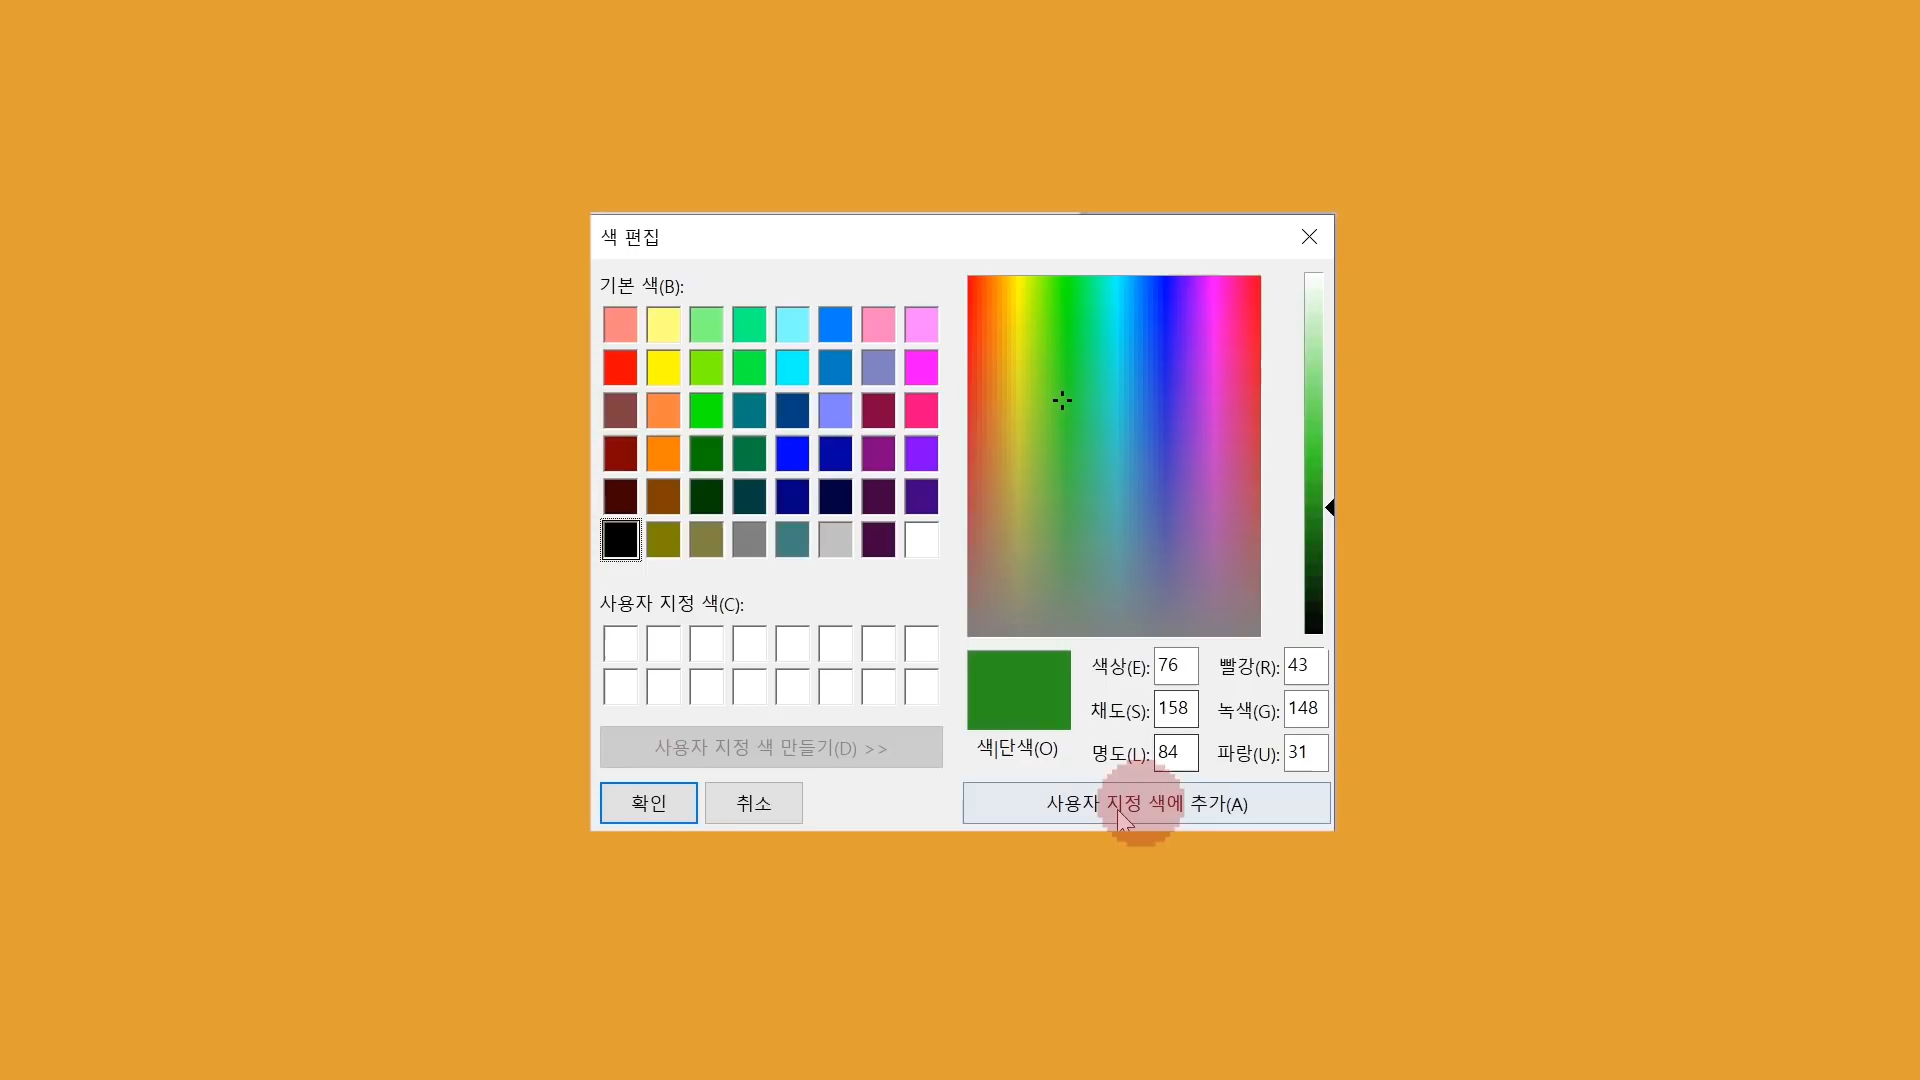 색 편집
기본 색(B):
사용자 지정 색(C):
사용자 지정 색 만들기(D) >>
확인
취소
색상(E): 76
빨강(R): 43
채도(S): 158
녹색(G): 148
색|단색(O)
명도(L): 84
파랑(U): 31
사용자 지정 색에 추가(A)